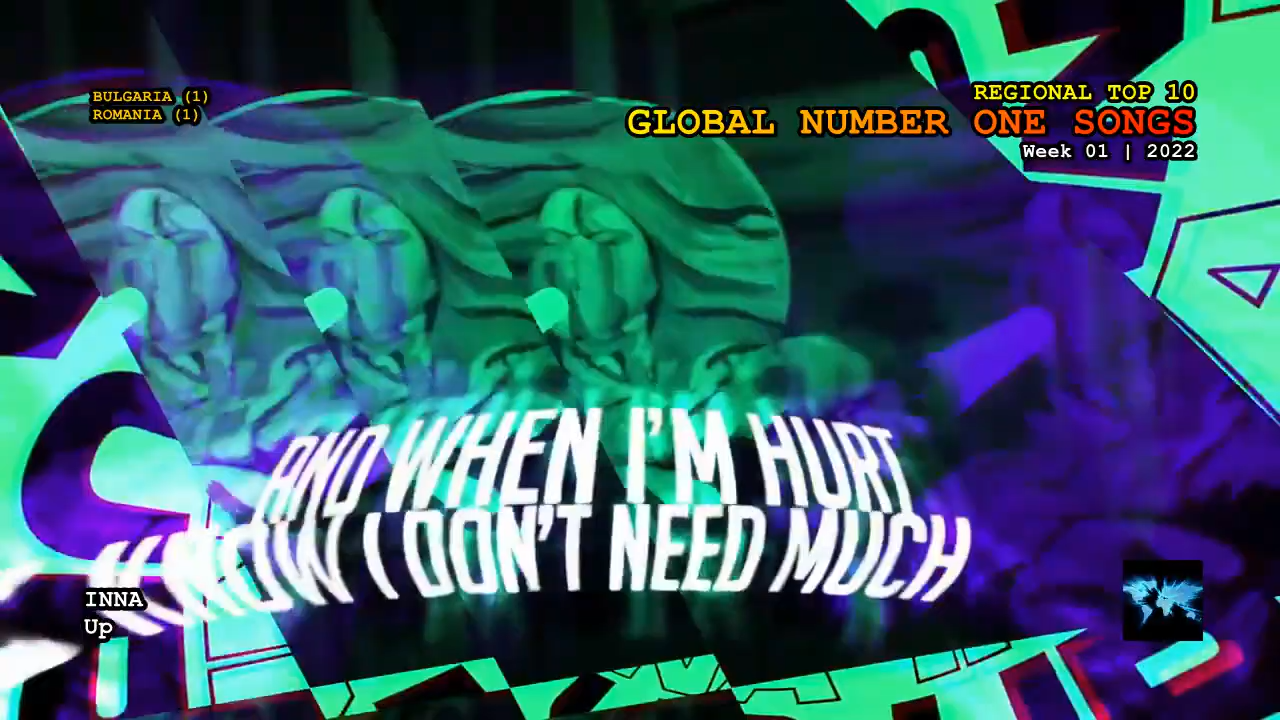 BULGARIA (1)
ROMANIA (1)
REGIONAL TOP 10
GLOBAL NUMBER ONE SONGS
Week 01 | 2022
AND WHEN I'M HURT
KNOW I DON'T NEED MUCH
INNA
Up